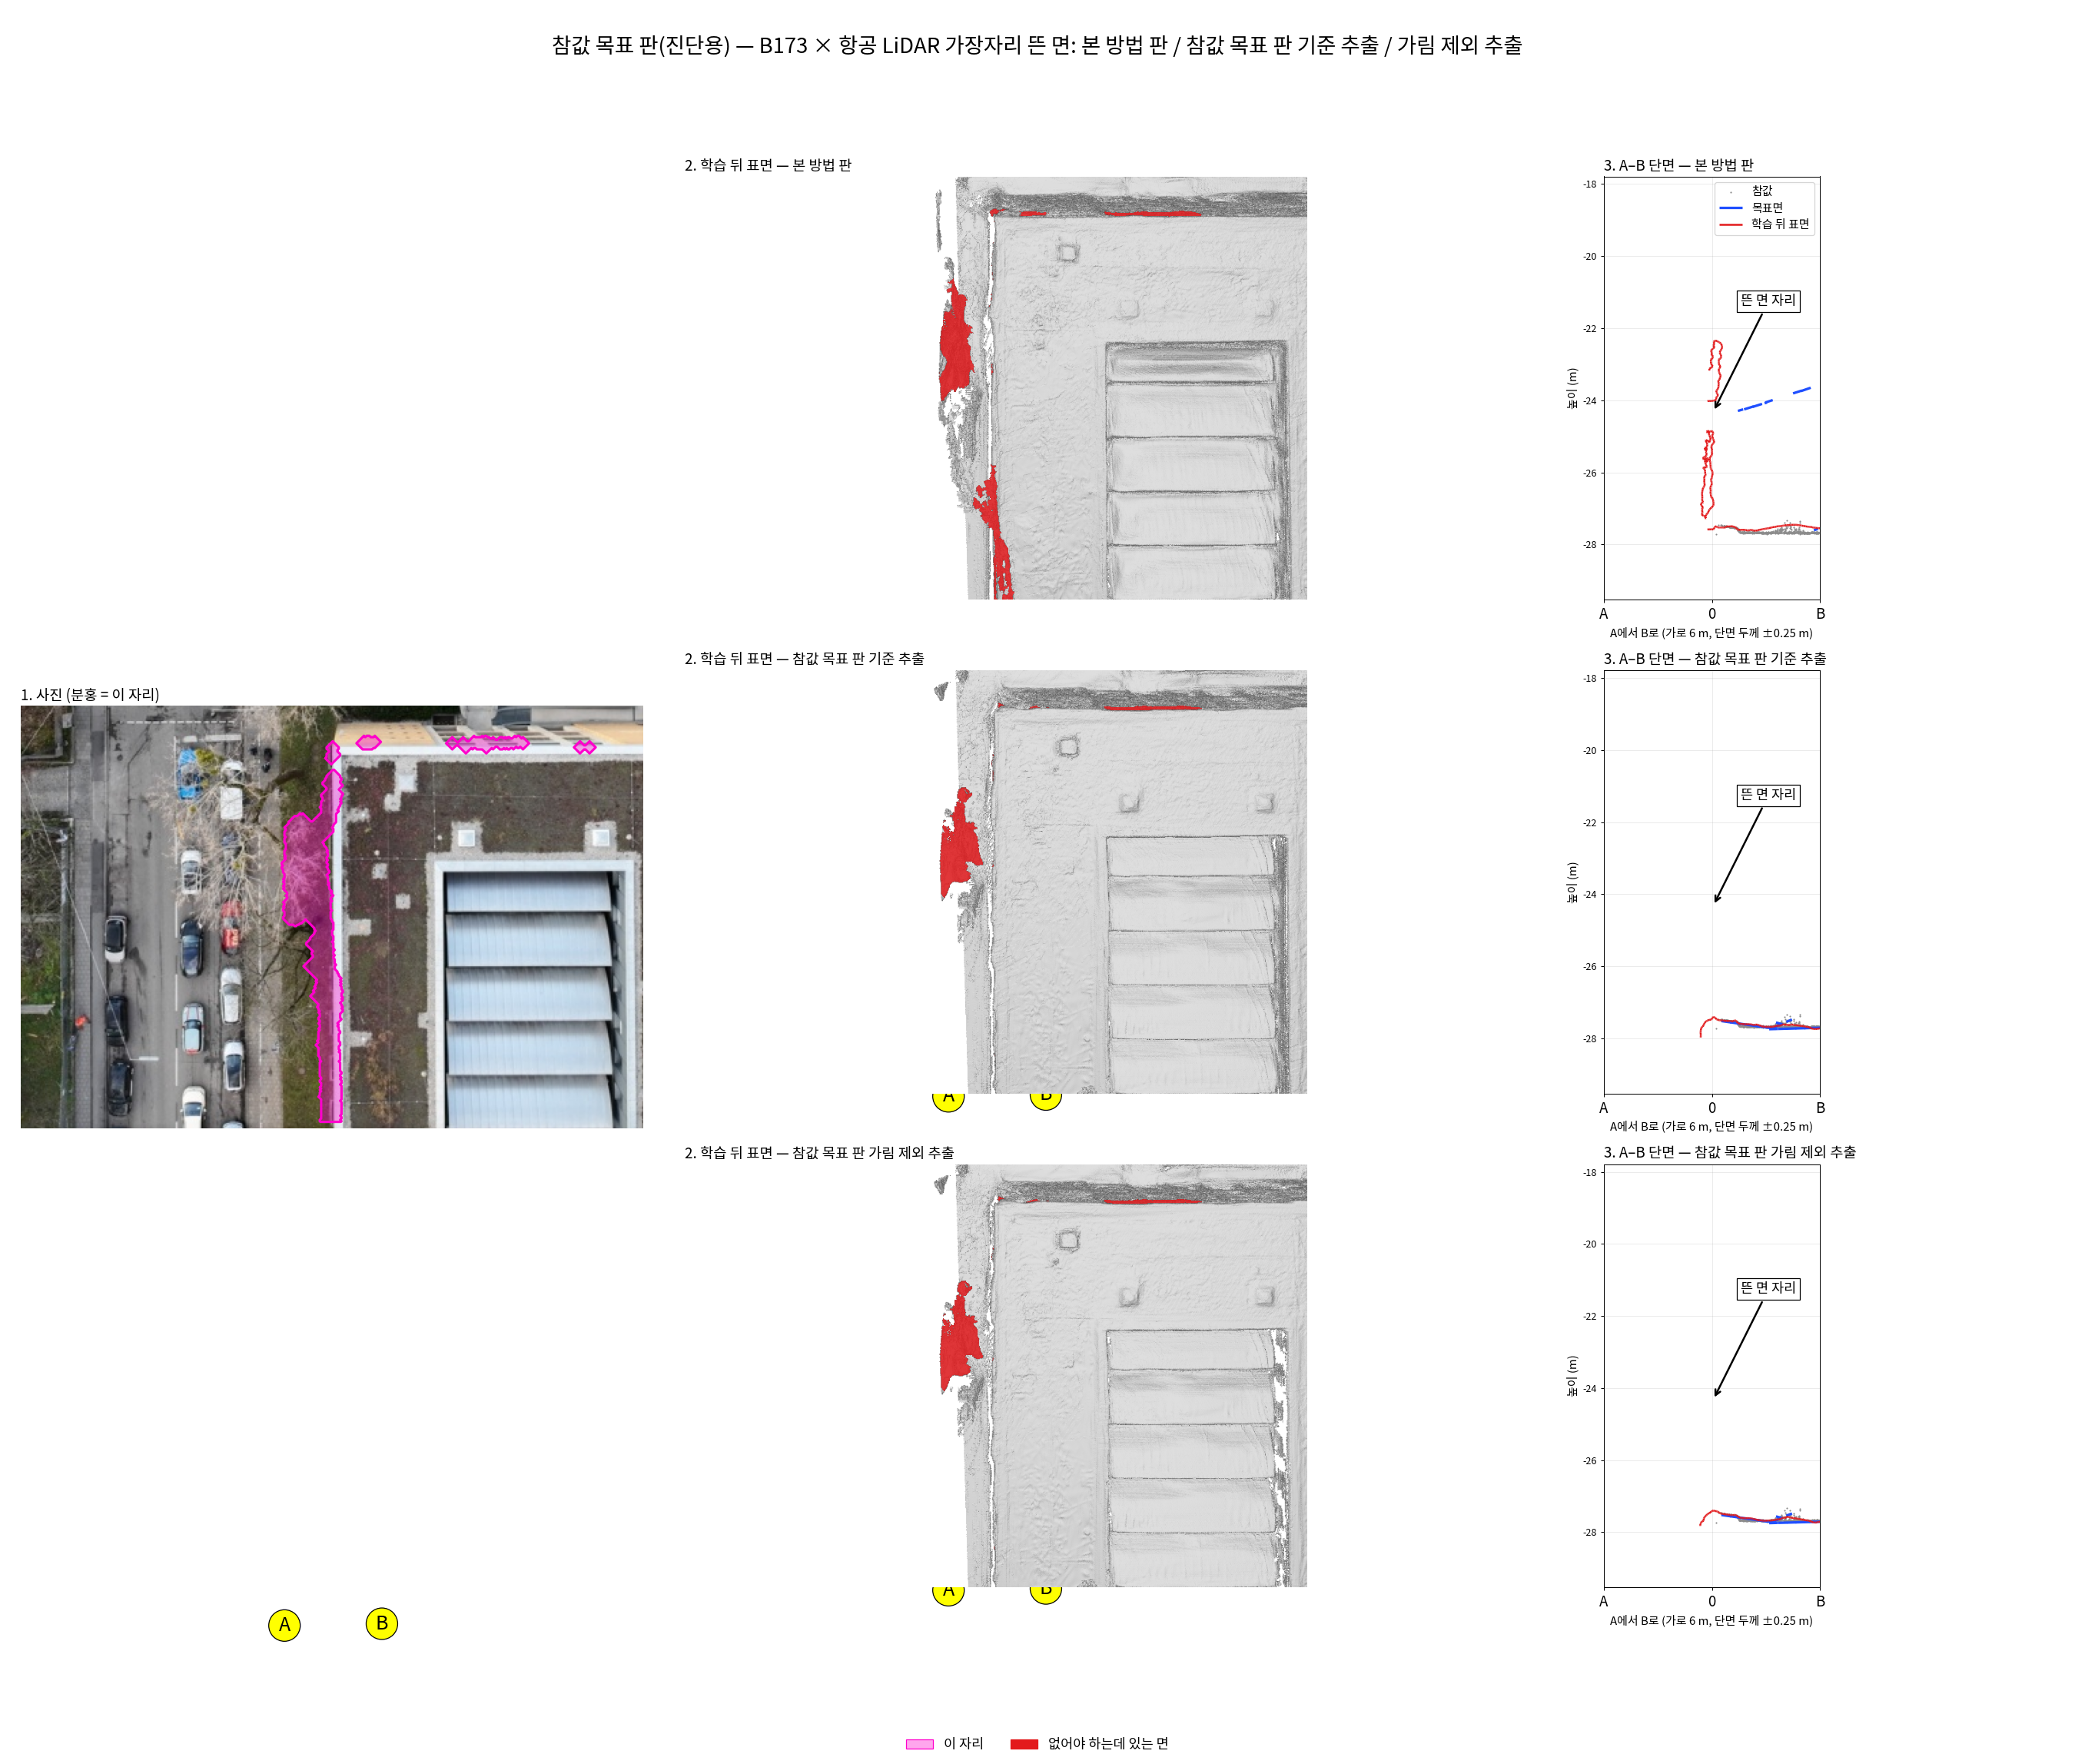 참값 목표 판(진단용) — B173 × 항공 LiDAR 가장자리 뜬 면: 본 방법 판 / 참값 목표 판 기준 추출 / 가림 제외 추출
1. 사진 (분홍 = 이 자리)
A
B
2. 학습 뒤 표면 — 본 방법 판
3. A–B 단면 — 본 방법 판
참값
목표면
학습 뒤 표면
뜬 면 자리
높이 (m)
-18
-20
-22
-24
-26
-28
A
0
B
A에서 B로 (가로 6 m, 단면 두께 ±0.25 m)
2. 학습 뒤 표면 — 참값 목표 판 기준 추출
A
B
3. A–B 단면 — 참값 목표 판 기준 추출
뜬 면 자리
높이 (m)
-18
-20
-22
-24
-26
-28
A
0
B
A에서 B로 (가로 6 m, 단면 두께 ±0.25 m)
2. 학습 뒤 표면 — 참값 목표 판 가림 제외 추출
A
B
3. A–B 단면 — 참값 목표 판 가림 제외 추출
뜬 면 자리
높이 (m)
-18
-20
-22
-24
-26
-28
A
0
B
A에서 B로 (가로 6 m, 단면 두께 ±0.25 m)
이 자리
없어야 하는데 있는 면